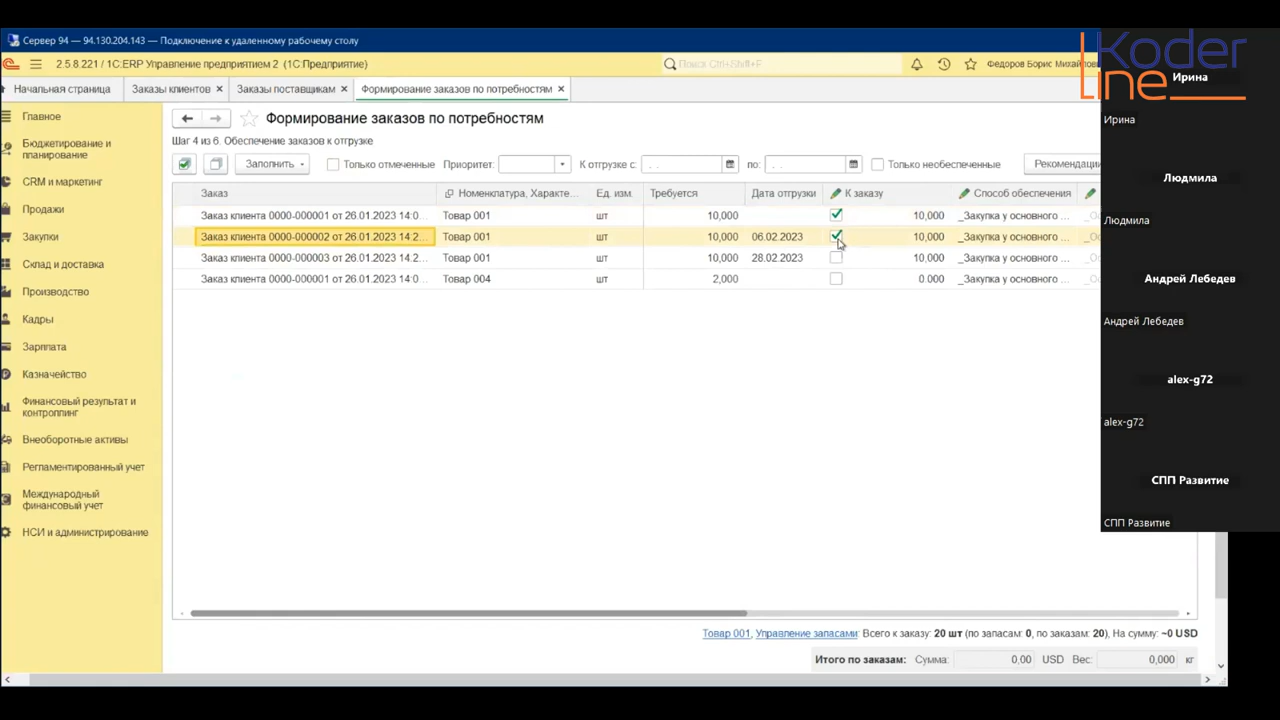 Сервер 94 — 94.130.204.143 — Подключение к удаленному рабочему столу
2.5.8.221 / 1С:ERP Управление предприятием 2 (1С:Предприятие)
Поиск Ctrl+Shift+F
Федоров Борис Михайлов
Koder
Line
Ирина
Начальная страница
Заказы клиентов ×
Заказы поставщикам ×
Формирование заказов по потребностям ×
Главное
Бюджетирование и
планирование
CRM и маркетинг
Продажи
Закупки
Склад и доставка
Производство
Кадры
Зарплата
Казначейство
Финансовый результат и
контроллинг
Внеоборотные активы
Регламентированный учет
Международный
финансовый учет
НСИ и администрирование
Формирование заказов по потребностям
Шаг 4 из 6. Обеспечение заказов к отгрузке
Заполнить
Только отмеченные
Приоритет:
К отгрузке с: . .
по: . .
Только необеспеченные
Рекомендации
Заказ Номенклатура, Характе... Ед. изм. Требуется Дата отгрузки К заказу Способ обеспечения
Заказ клиента 0000-000001 от 26.01.2023 14:0... Товар 001 шт 10,000 10,000 _Закупка у основного ...
Заказ клиента 0000-000002 от 26.01.2023 14:2... Товар 001 шт 10,000 06.02.2023 10,000 _Закупка у основного ...
Заказ клиента 0000-000003 от 26.01.2023 14:2... Товар 001 шт 10,000 28.02.2023 10,000 _Закупка у основного ...
Заказ клиента 0000-000001 от 26.01.2023 14:0... Товар 004 шт 2,000 0.000 _Закупка у основного ...
Товар 001, Управление запасами: Всего к заказу: 20 шт (по запасам: 0, по заказам: 20), На сумму: ~0 USD
Итого по заказам: Сумма: 0,00 USD Вес: 0,000 кг
Ирина
Людмила
Людмила
Андрей Лебедев
Андрей Лебедев
alex-g72
alex-g72
СПП Развитие
СПП Развитие